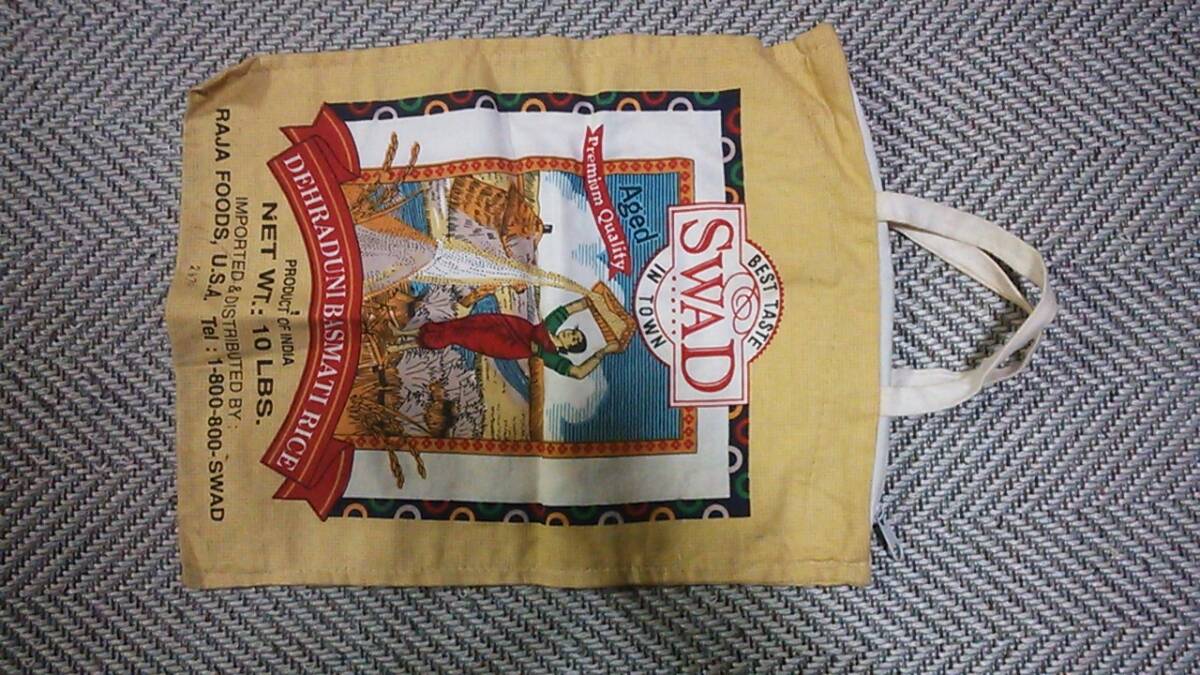 BEST TASTE
SWAD
IN TOWN
Aged
Premium Quality
DEHRADUNI BASMATI RICE
PRODUCT OF INDIA
NET WT.: 10 LBS.
IMPORTED & DISTRIBUTED BY :
RAJA FOODS, U.S.A. Tel : 1-800-800-SWAD